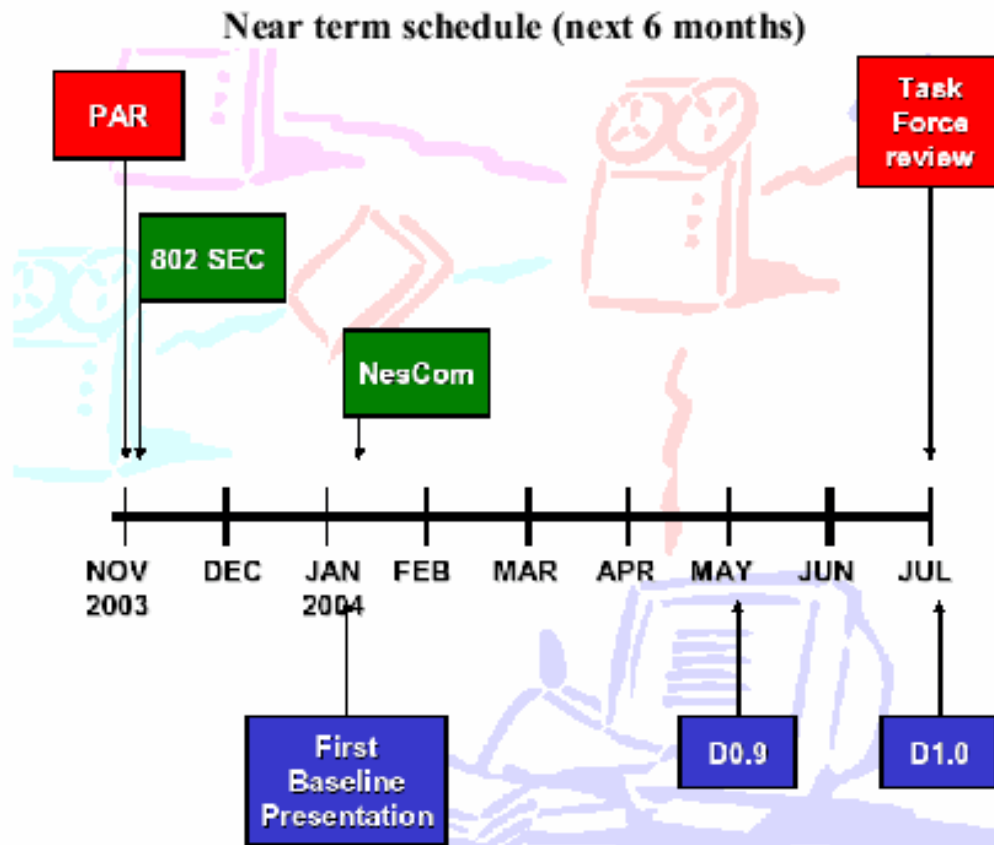 Near term schedule (next 6 months)
PAR
Task
Force
review
802 SEC
NesCom
NOV
2003
DEC
JAN
2004
FEB
MAR
APR
MAY
JUN
JUL
First
Baseline
Presentation
D0.9
D1.0